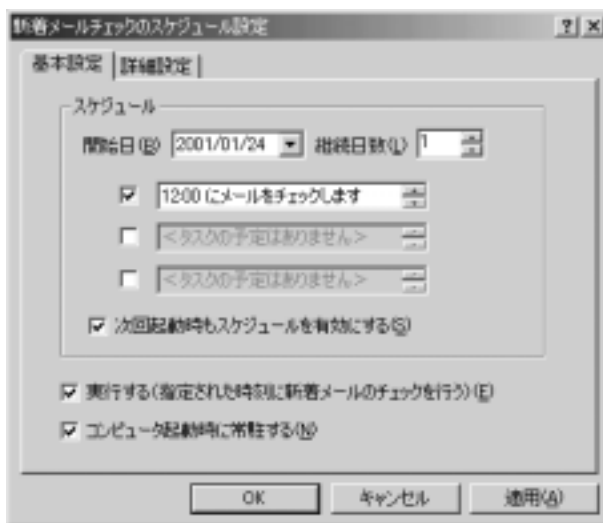 新着メールチェックのスケジュール設定
基本設定 詳細設定
スケジュール
開始日(B) 2001/01/24 継続日数(L) 1
12:00 にメールをチェックします
<タスクの予定はありません>
<タスクの予定はありません>
次回起動時もスケジュールを有効にする(S)
実行する(指定された時刻に新着メールのチェックを行う)(E)
コンピュータ起動時に常駐する(N)
OK キャンセル 適用(A)